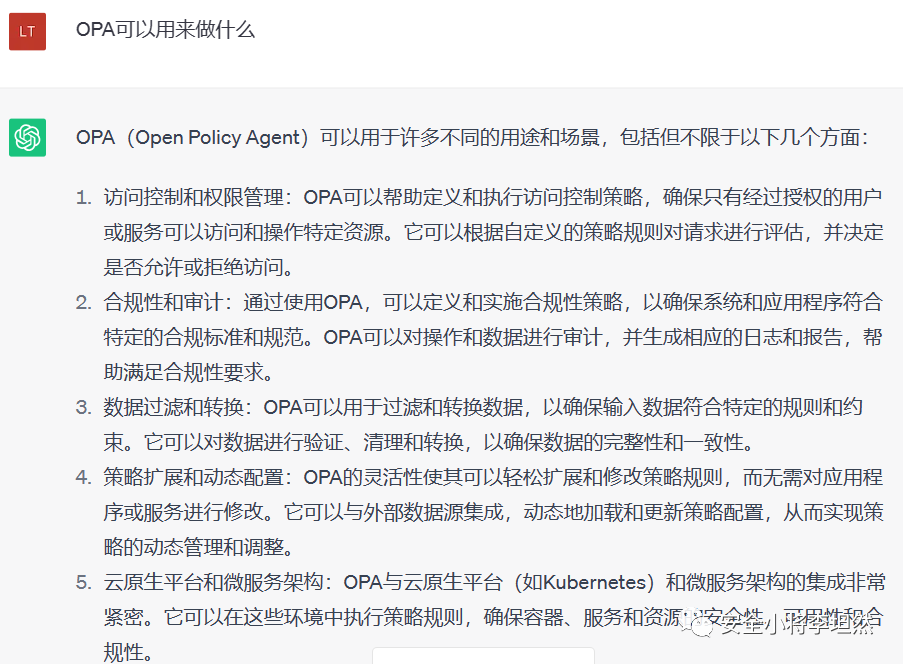 LT
OPA可以用来做什么
OPA（Open Policy Agent）可以用于许多不同的用途和场景，包括但不限于以下几个方面：
1. 访问控制和权限管理：OPA可以帮助定义和执行访问控制策略，确保只有经过授权的用户
或服务可以访问和操作特定资源。它可以根据自定义的策略规则对请求进行评估，并决定
是否允许或拒绝访问。
2. 合规性和审计：通过使用OPA，可以定义和实施合规性策略，以确保系统和应用程序符合
特定的合规标准和规范。OPA可以对操作和数据进行审计，并生成相应的日志和报告，帮
助满足合规性要求。
3. 数据过滤和转换：OPA可以用于过滤和转换数据，以确保输入数据符合特定的规则和约
束。它可以对数据进行验证、清理和转换，以确保数据的完整性和一致性。
4. 策略扩展和动态配置：OPA的灵活性使其可以轻松扩展和修改策略规则，而无需对应用程
序或服务进行修改。它可以与外部数据源集成，动态地加载和更新策略配置，从而实现策
略的动态管理和调整。
5. 云原生平台和微服务架构：OPA与云原生平台（如Kubernetes）和微服务架构的集成非常
紧密。它可以在这些环境中执行策略规则，确保容器、服务和资源安全性、可用性和合
规性。
安全小将李坦然